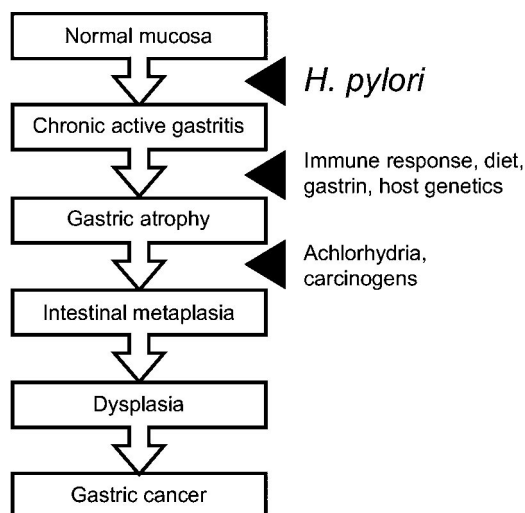 Normal mucosa
H. pylori
Chronic active gastritis
Immune response, diet,
gastrin, host genetics
Gastric atrophy
Achlorhydria,
carcinogens
Intestinal metaplasia
Dysplasia
Gastric cancer